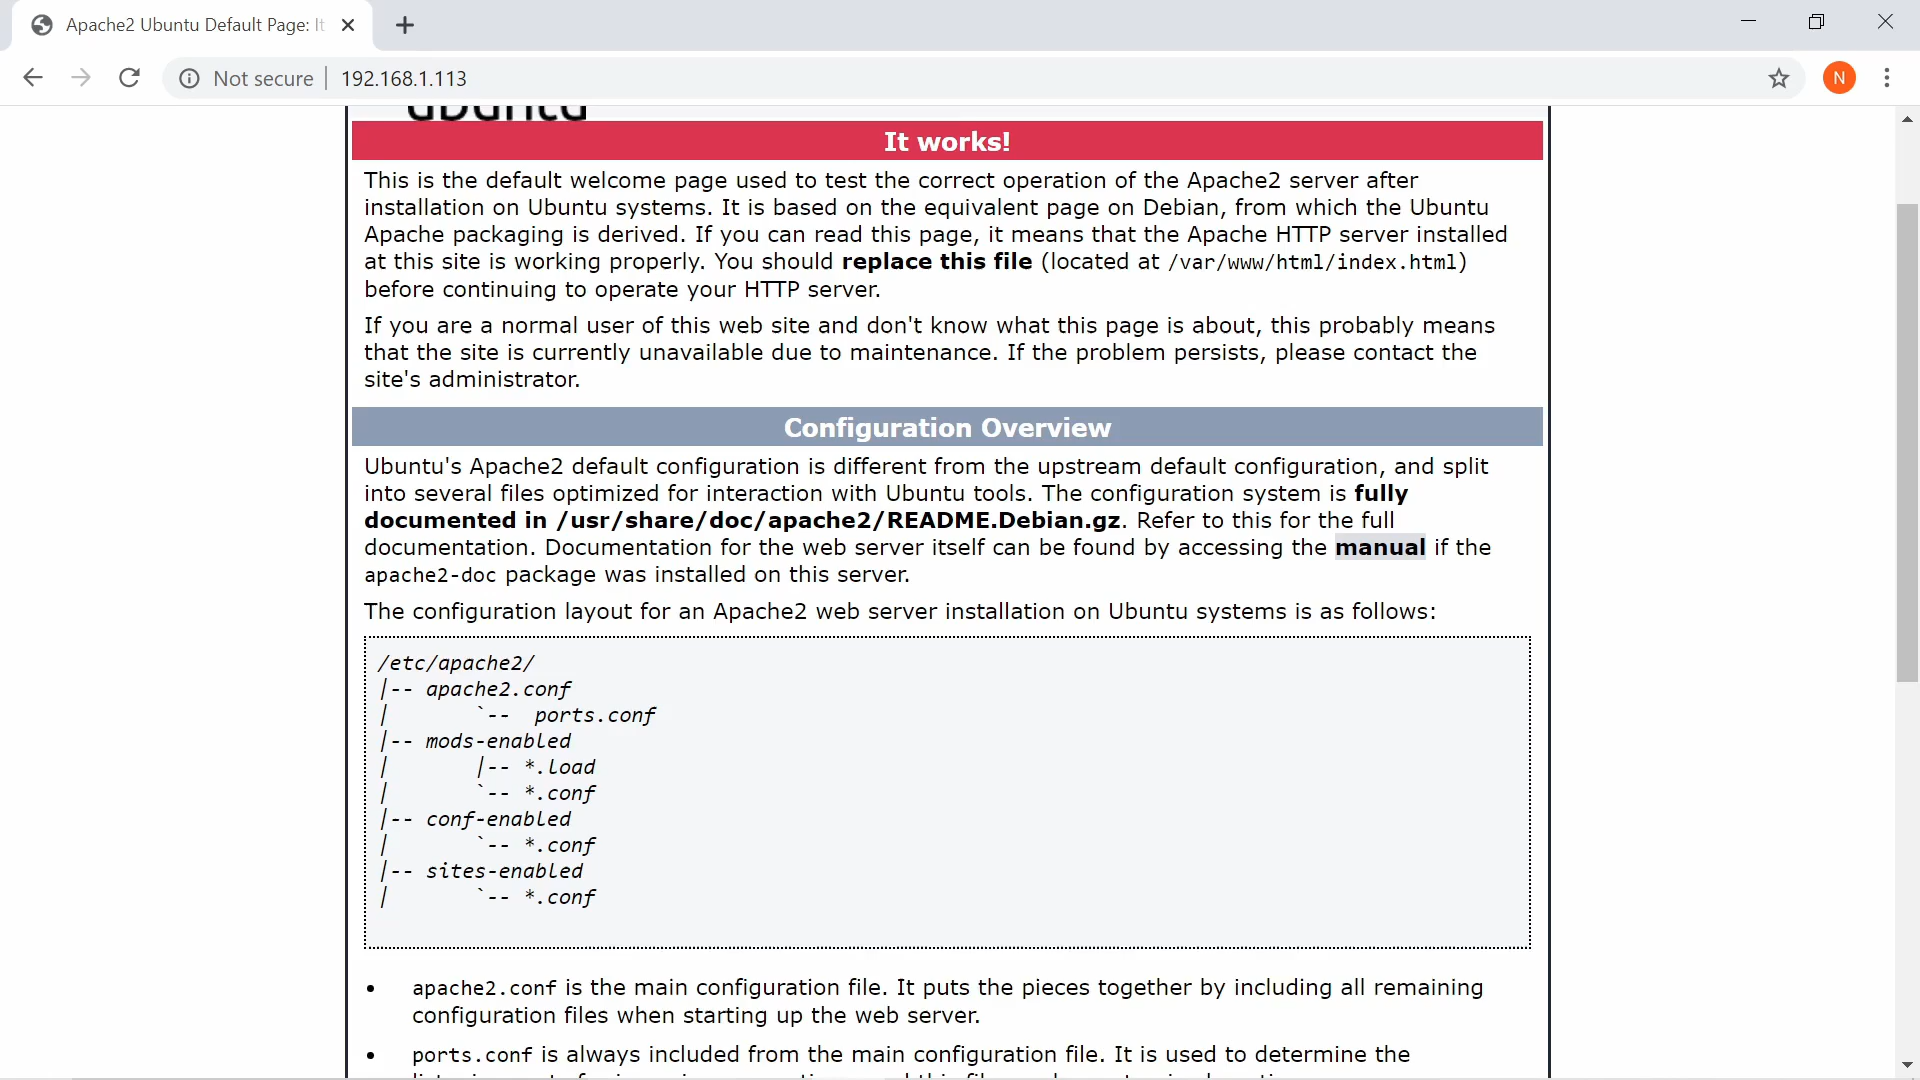 Apache2 Ubuntu Default Page: It
Not secure | 192.168.1.113
N
ubuntu
It works!
This is the default welcome page used to test the correct operation of the Apache2 server after
installation on Ubuntu systems. It is based on the equivalent page on Debian, from which the Ubuntu
Apache packaging is derived. If you can read this page, it means that the Apache HTTP server installed
at this site is working properly. You should replace this file (located at /var/www/html/index.html)
before continuing to operate your HTTP server.
If you are a normal user of this web site and don't know what this page is about, this probably means
that the site is currently unavailable due to maintenance. If the problem persists, please contact the
site's administrator.
Configuration Overview
Ubuntu's Apache2 default configuration is different from the upstream default configuration, and split
into several files optimized for interaction with Ubuntu tools. The configuration system is fully
documented in /usr/share/doc/apache2/README.Debian.gz. Refer to this for the full
documentation. Documentation for the web server itself can be found by accessing the manual if the
apache2-doc package was installed on this server.
The configuration layout for an Apache2 web server installation on Ubuntu systems is as follows:
/etc/apache2/
|-- apache2.conf
|       `--  ports.conf
|-- mods-enabled
|       |-- *.load
|       `-- *.conf
|-- conf-enabled
|       `-- *.conf
|-- sites-enabled
|       `-- *.conf
• apache2.conf is the main configuration file. It puts the pieces together by including all remaining
configuration files when starting up the web server.
• ports.conf is always included from the main configuration file. It is used to determine the